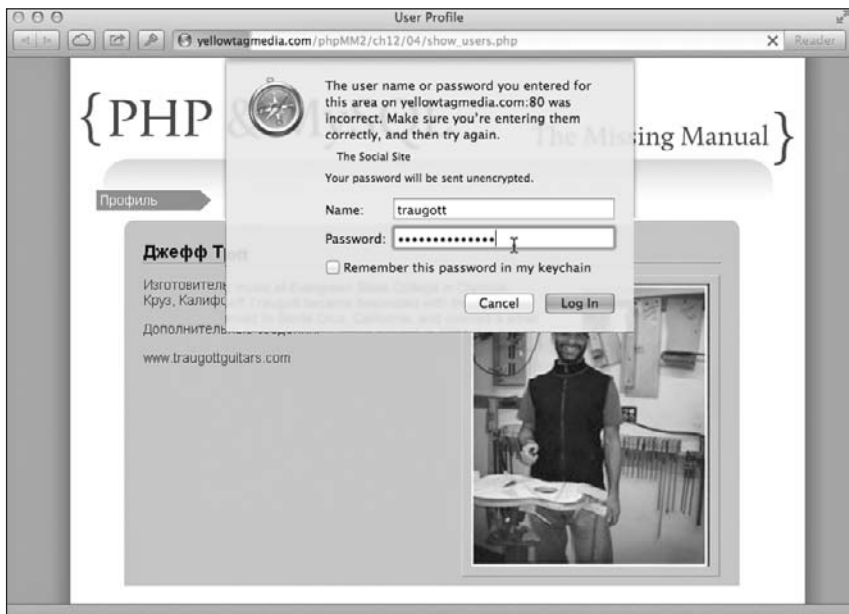 User Profile
yellowtagmedia.com/phpMM2/ch12/04/show_users.php
Reader
{PHP & M
The Missing Manual}
The user name or password you entered for
this area on yellowtagmedia.com:80 was
incorrect. Make sure you're entering them
correctly, and then try again.
The Social Site
Your password will be sent unencrypted.
Name: traugott
Password: ••••••••••••••
Remember this password in my keychain
Cancel
Log In
Профиль
Джефф Тротт
Изготовитель
Круз,
www.traugottguitars.com